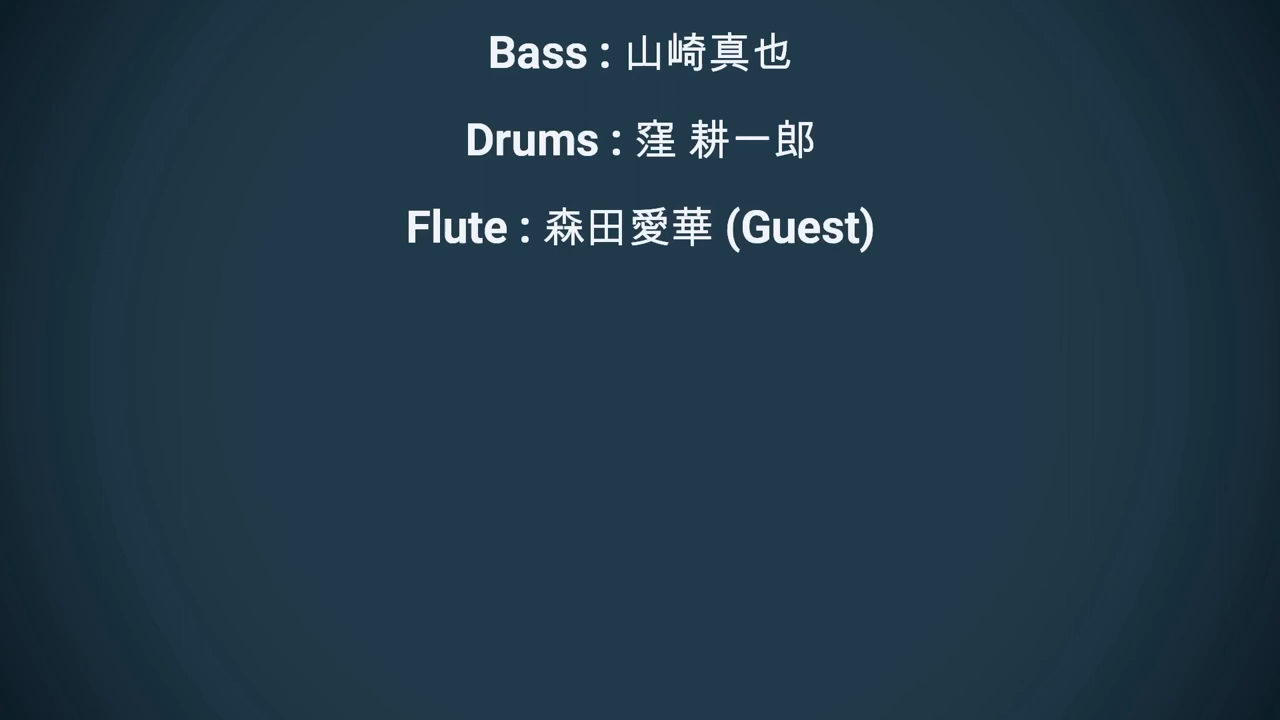 Bass : 山崎真也
Drums : 窪 耕一郎
Flute : 森田愛華 (Guest)